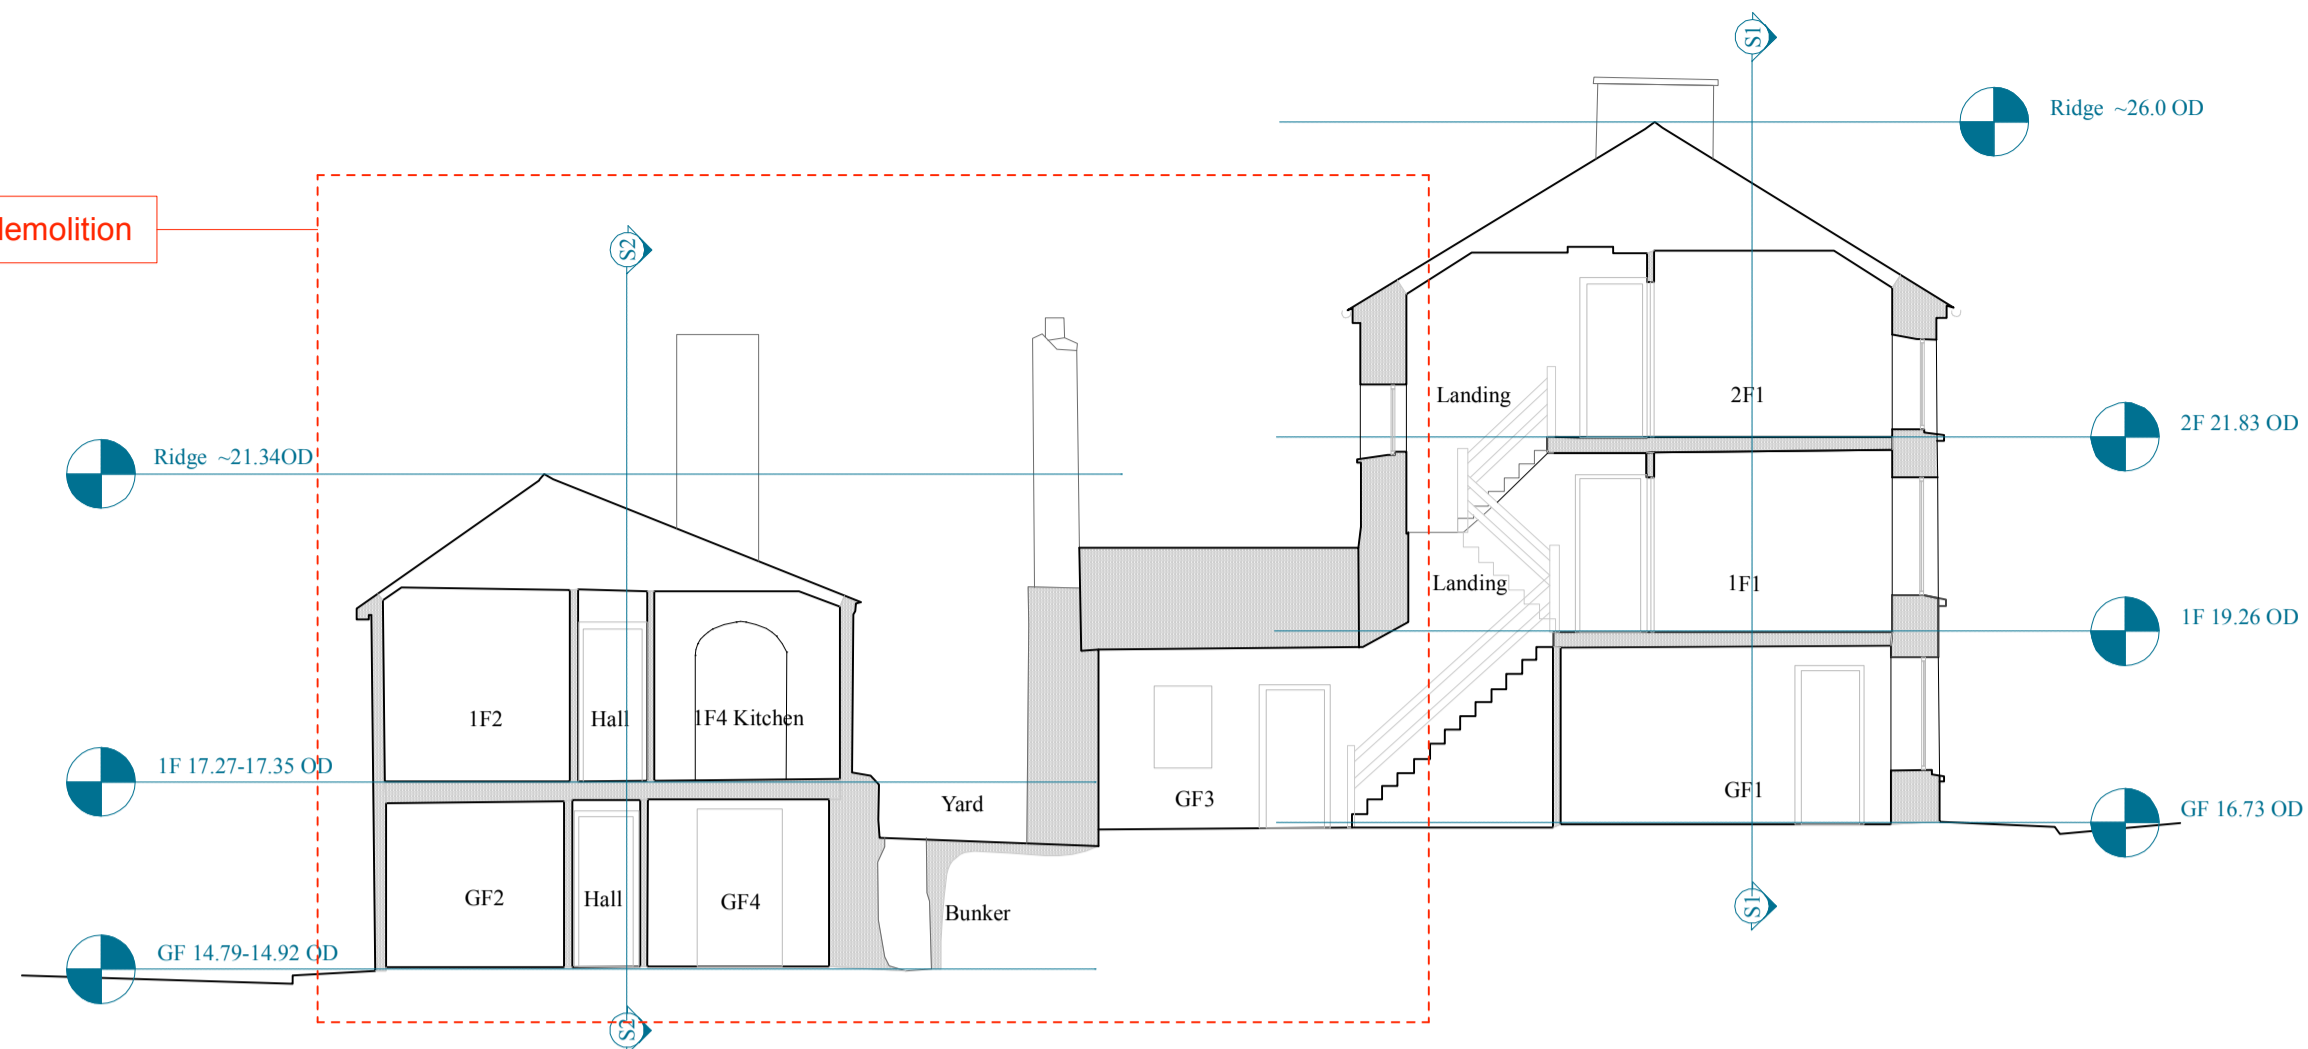 S1
Ridge ~26.0 OD
demolition
S2
Landing
2F1
2F 21.83 OD
Ridge ~21.34OD
Landing
1F1
1F 19.26 OD
1F2
Hall
1F4 Kitchen
1F 17.27-17.35 OD
Yard
GF3
GF1
GF 16.73 OD
GF2
Hall
GF4
Bunker
S1
GF 14.79-14.92 OD
S2